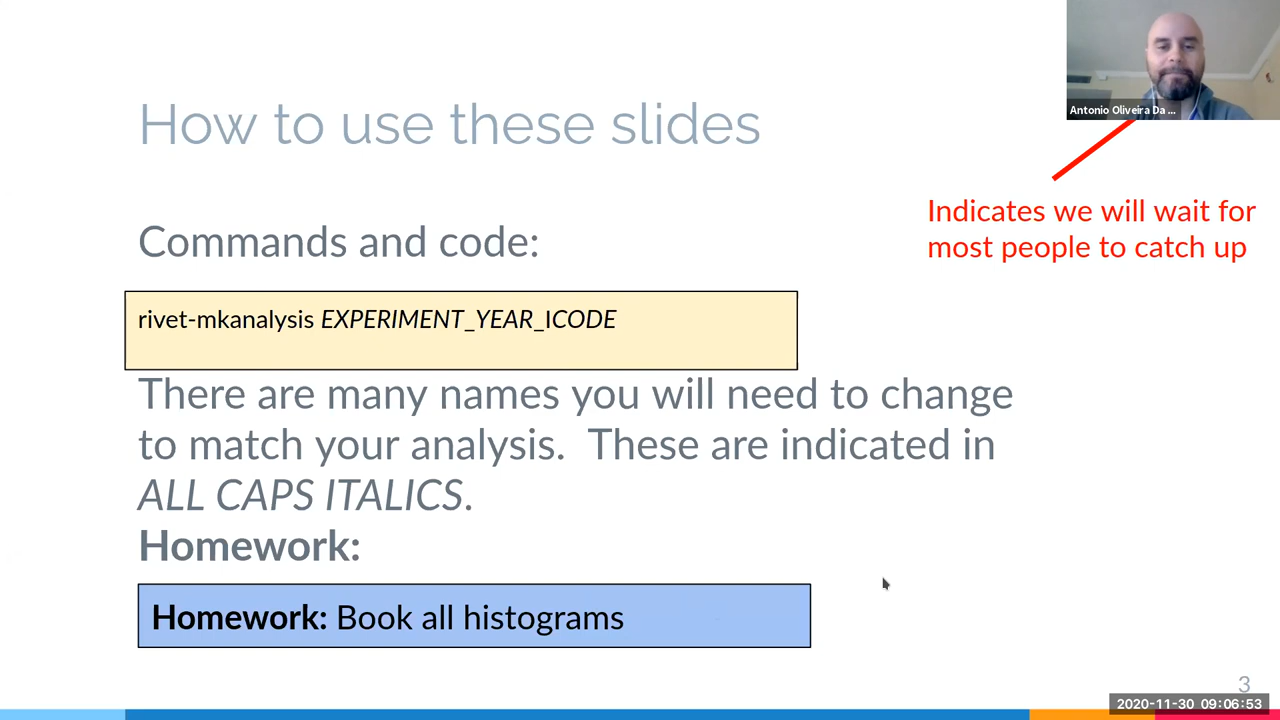 Antonio Oliveira Da ...
How to use these slides
Indicates we will wait for
most people to catch up
Commands and code:
rivet-mkanalysis EXPERIMENT_YEAR_ICODE
There are many names you will need to change
to match your analysis.  These are indicated in
ALL CAPS ITALICS.
Homework:
Homework: Book all histograms
3
2020-11-30 09:06:53